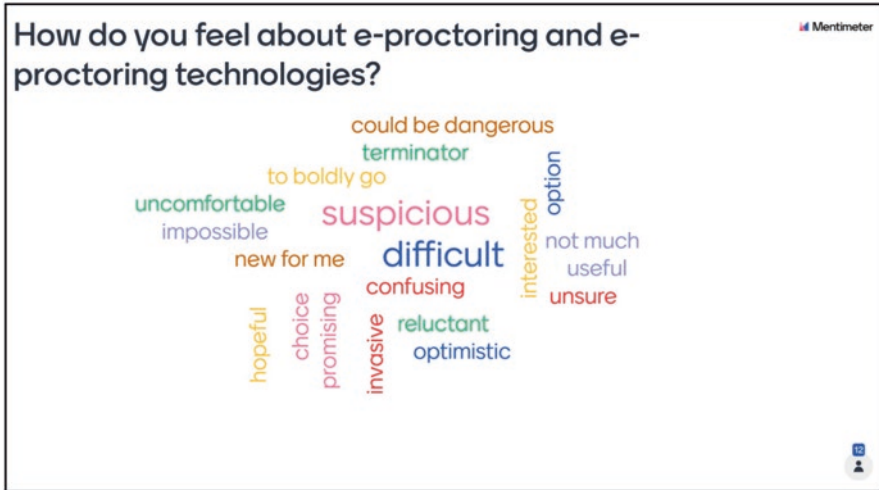 How do you feel about e-proctoring and e-
proctoring technologies?
Mentimeter
could be dangerous
terminator
to boldly go
option
uncomfortable
suspicious
interested
impossible
not much
difficult
new for me
useful
confusing
unsure
hopeful
choice
promising
invasive
reluctant
optimistic
12